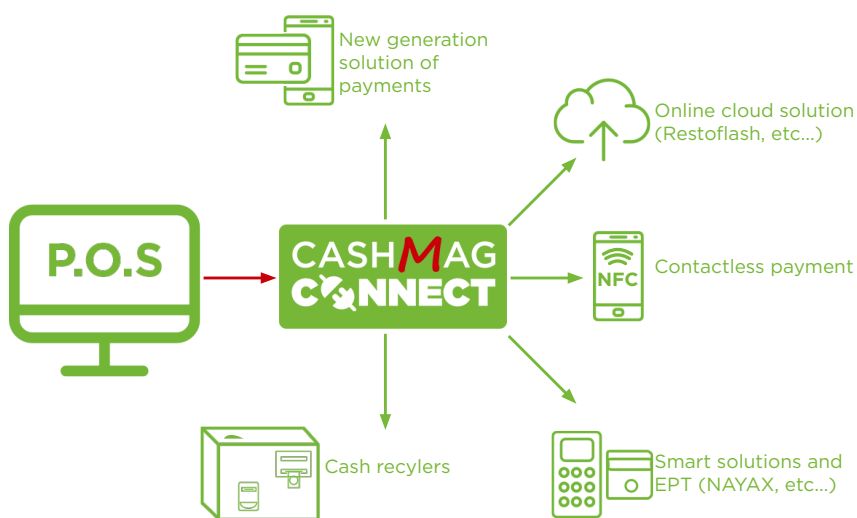 New generation
solution of
payments
Online cloud solution
(Restoflash, etc...)
P.O.S
CASHMAG
CONNECT
NFC
Contactless payment
Cash recylers
Smart solutions and
EPT (NAYAX, etc...)